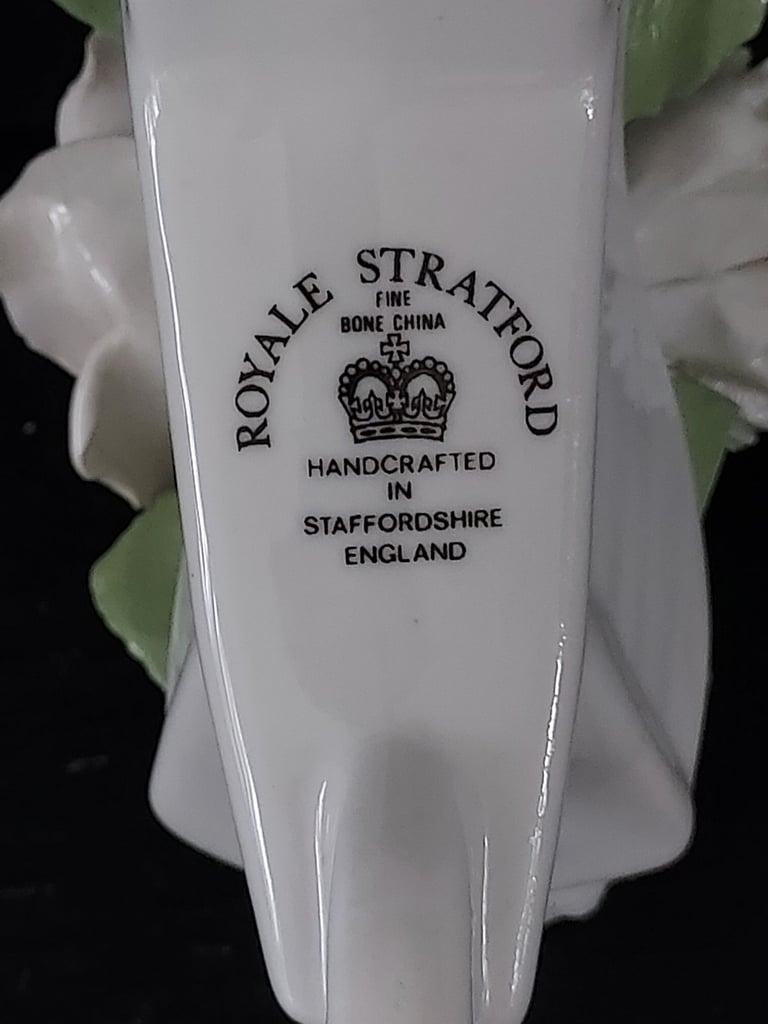 ROYALE STRATFORD
FINE
BONE CHINA
HANDCRAFTED
IN
STAFFORDSHIRE
ENGLAND